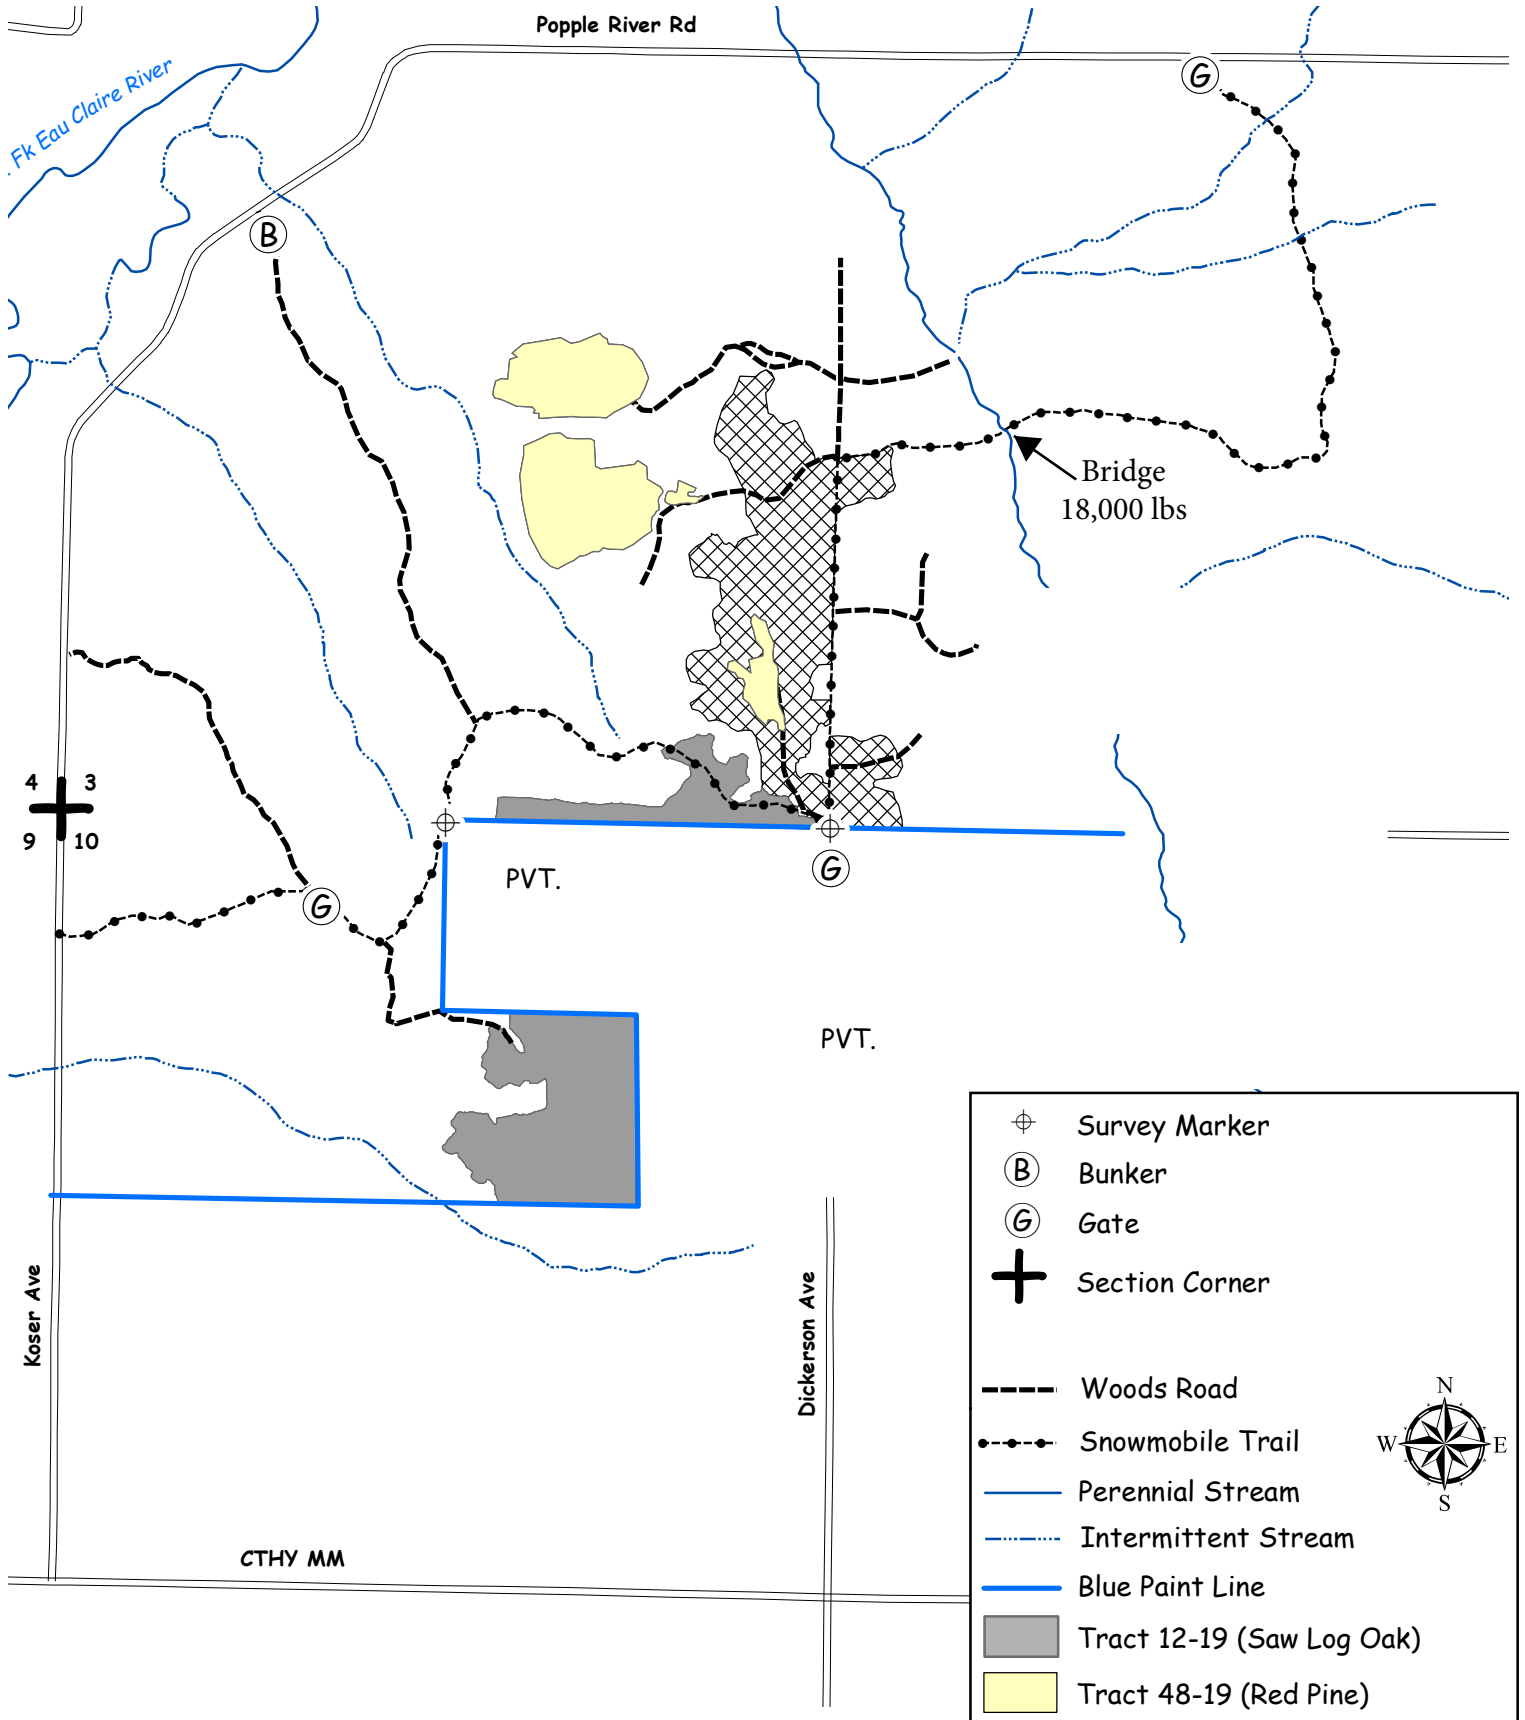 Popple River Rd
. Fk Eau Claire River
G
B
Bridge
18,000 lbs
4 3
9 10
G
PVT.
G
PVT.
Koser Ave
Dickerson Ave
CTHY MM
Survey Marker
B Bunker
G Gate
Section Corner
Woods Road
Snowmobile Trail
Perennial Stream
Intermittent Stream
Blue Paint Line
Tract 12-19 (Saw Log Oak)
Tract 48-19 (Red Pine)
N
W E
S